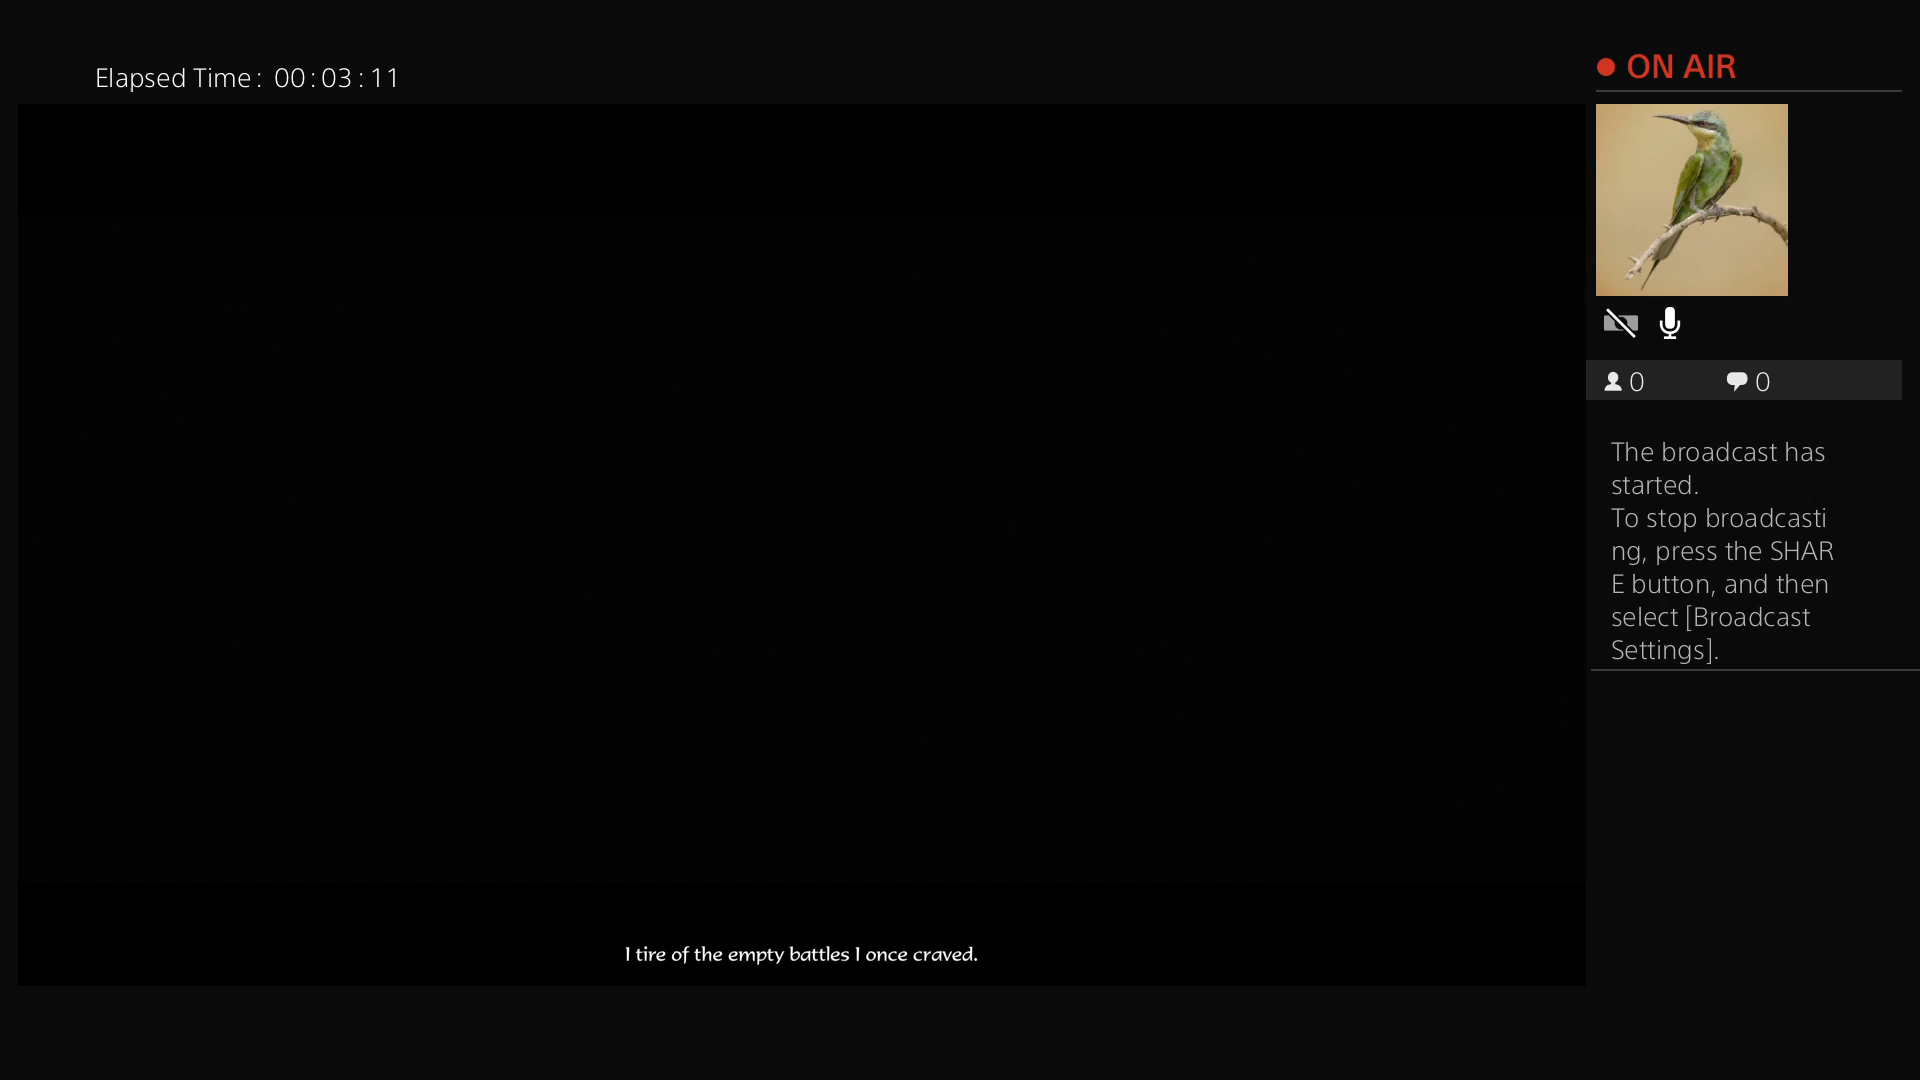 Elapsed Time: 00:03:11
ON AIR
0 0
The broadcast has
started.
To stop broadcasti
ng, press the SHAR
E button, and then
select [Broadcast
Settings].
I tire of the empty battles I once craved.